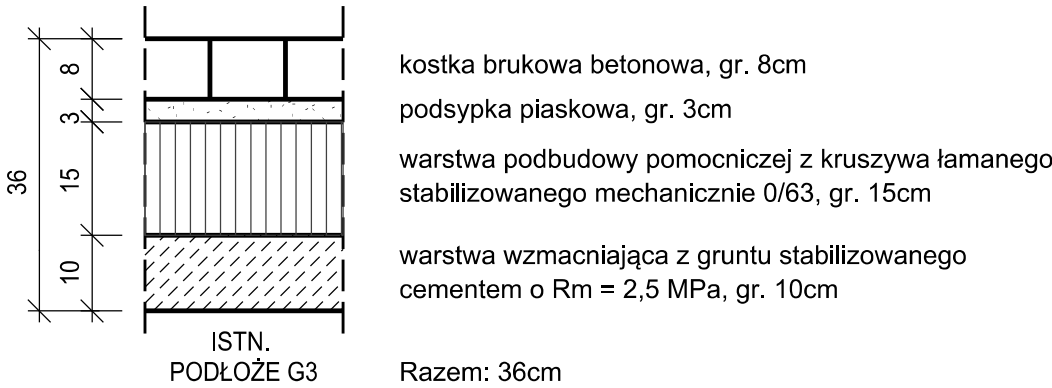 36
8
3
15
10
kostka brukowa betonowa, gr. 8cm
podsypka piaskowa, gr. 3cm
warstwa podbudowy pomocniczej z kruszywa łamanego
stabilizowanego mechanicznie 0/63, gr. 15cm
warstwa wzmacniająca z gruntu stabilizowanego
cementem o Rm = 2,5 MPa, gr. 10cm
ISTN.
PODŁOŻE G3
Razem: 36cm